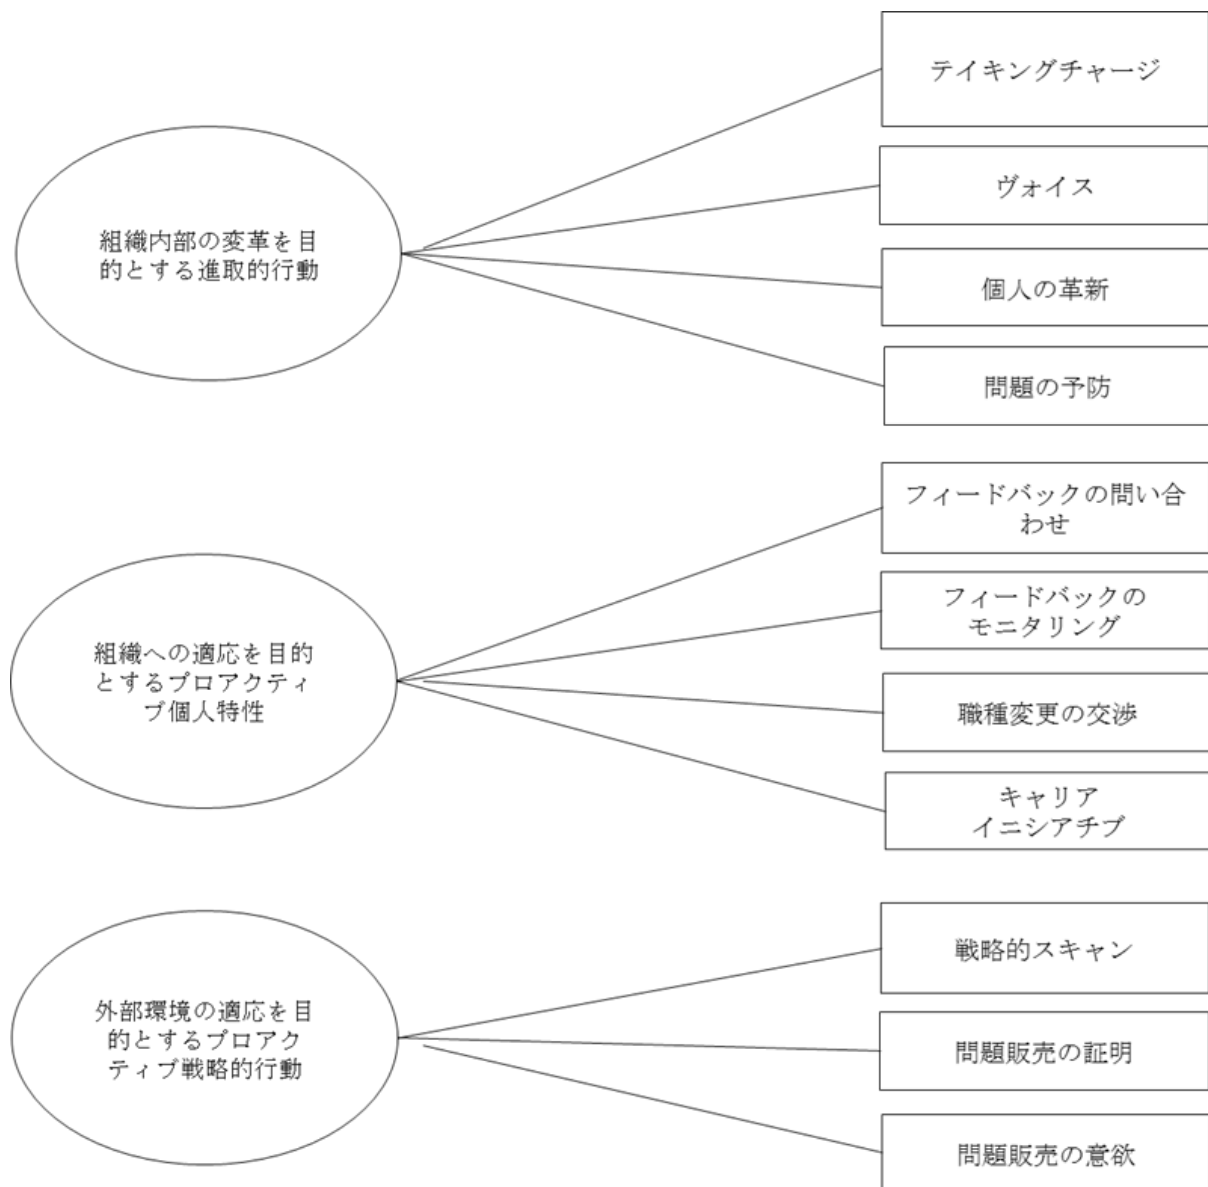 テイキングチャージ
ヴォイス
組織内部の変革を目
的とする進取的行動
個人の革新
問題の予防
フィードバックの問い合
わせ
フィードバックの
モニタリング
組織への適応を目的
とするプロアクティ
ブ個人特性
職種変更の交渉
キャリア
イニシアチブ
戦略的スキャン
外部環境の適応を目
的とするプロアク
ティブ戦略的行動
問題販売の証明
問題販売の意欲